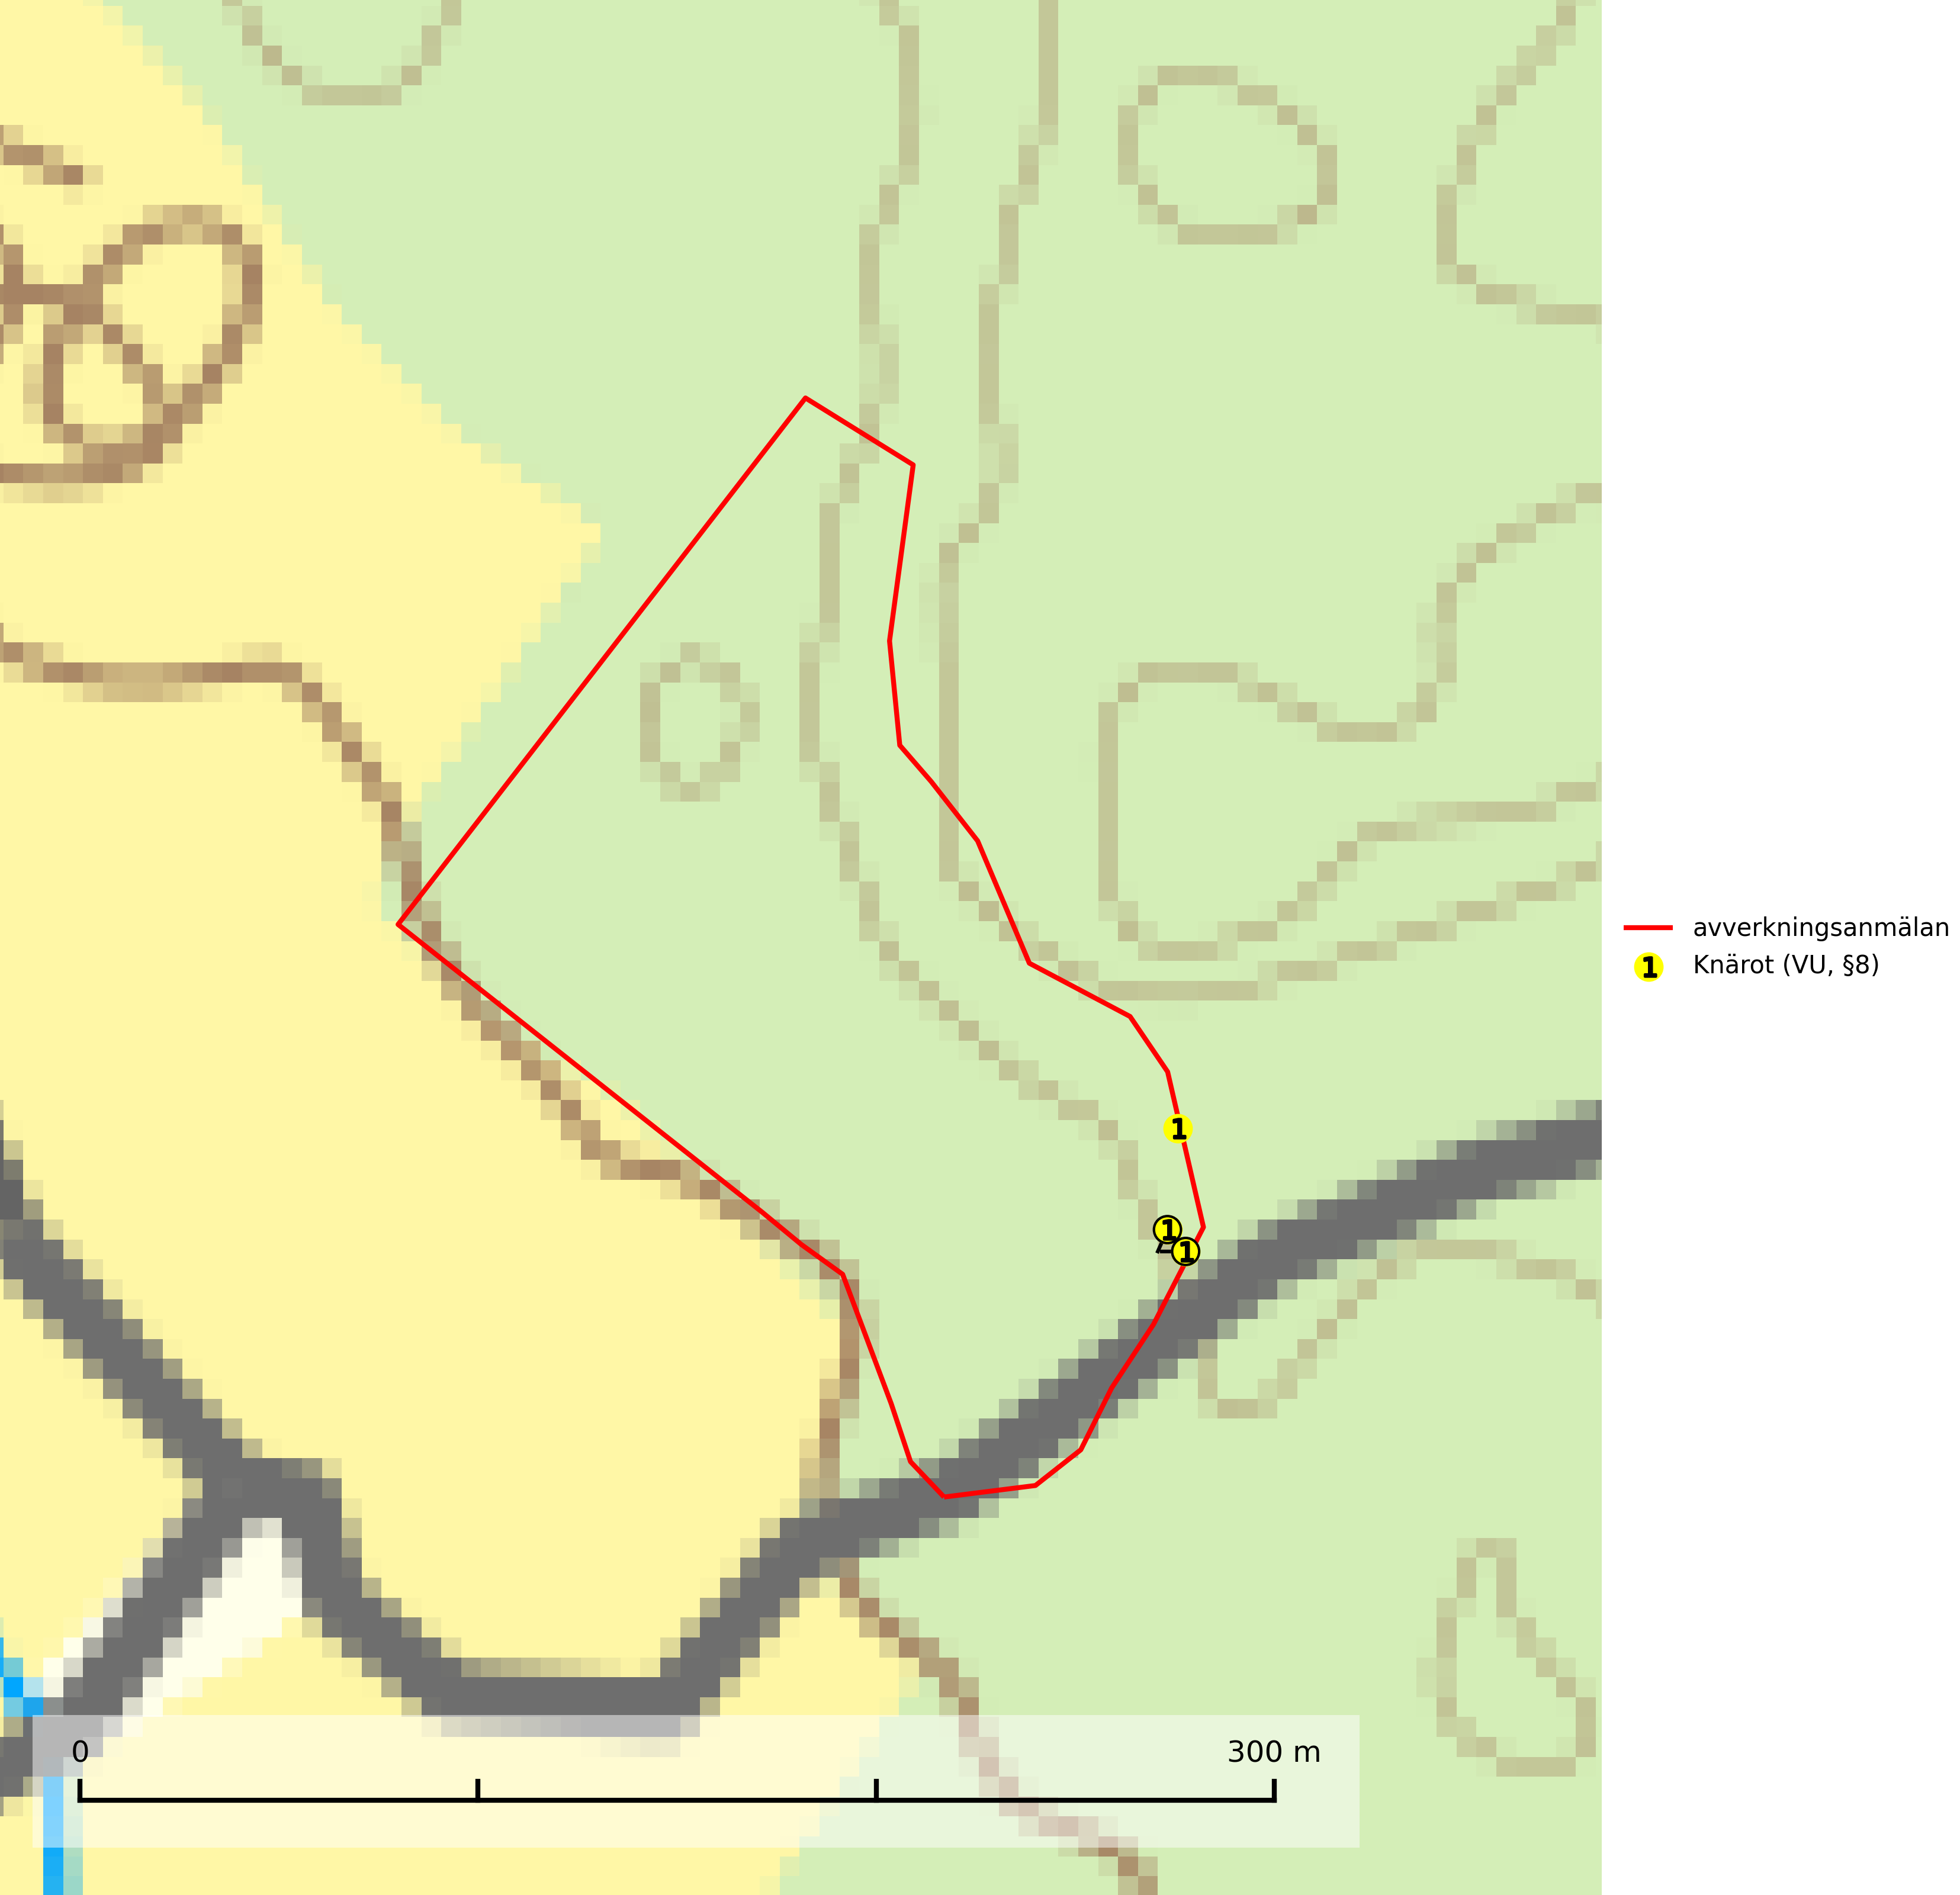 avverkningsanmälan
1 Knärot (VU, §8)
1
1
1
0 300 m